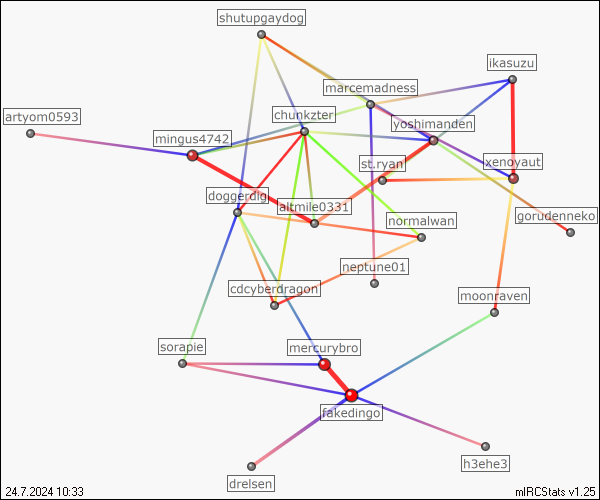 shutupgaydog
ikasuzu
marcemadness
artyom0593
chunkzter
yoshimanden
mingus4742
st.ryan
xenoyaut
doggerdig
altmile0331
normalwan
gorudenneko
neptune01
cdcyberdragon
moonraven
sorapie
mercurybro
fakedingo
h3ehe3
drelsen
24.7.2024 10:33
mIRCStats v1.25